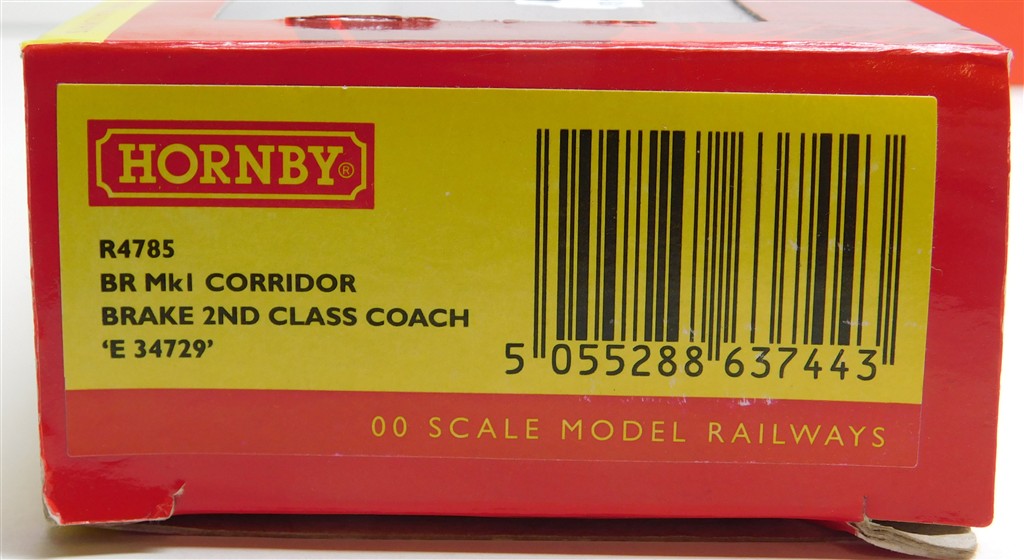 HORNBY®
R4785
BR Mk1 CORRIDOR
BRAKE 2ND CLASS COACH
'E 34729'
5 055288 637443
00 SCALE MODEL RAILWAYS